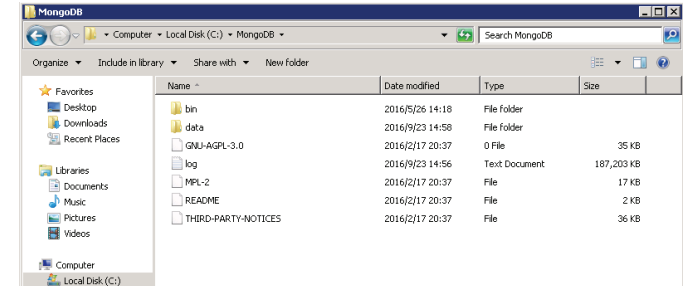 MongoDB
Computer Local Disk (C:) MongoDB Search MongoDB
Organize Include in library Share with New folder
Favorites
Desktop
Downloads
Recent Places
Libraries
Documents
Music
Pictures
Videos
Computer
Local Disk (C:)
Name Date modified Type Size
bin 2016/5/26 14:18 File folder
data 2016/9/23 14:58 File folder
GNU-AGPL-3.0 2016/2/17 20:37 0 File 35 KB
log 2016/9/23 14:56 Text Document 187,203 KB
MPL-2 2016/2/17 20:37 File 17 KB
README 2016/2/17 20:37 File 2 KB
THIRD-PARTY-NOTICES 2016/2/17 20:37 File 36 KB